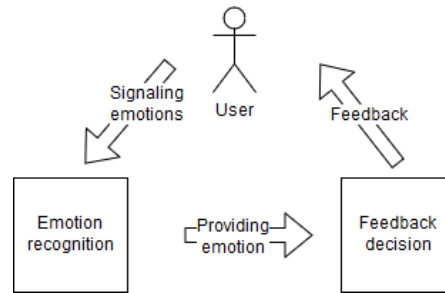 Signaling
emotions
User
Feedback
Emotion
recognition
Providing
emotion
Feedback
decision